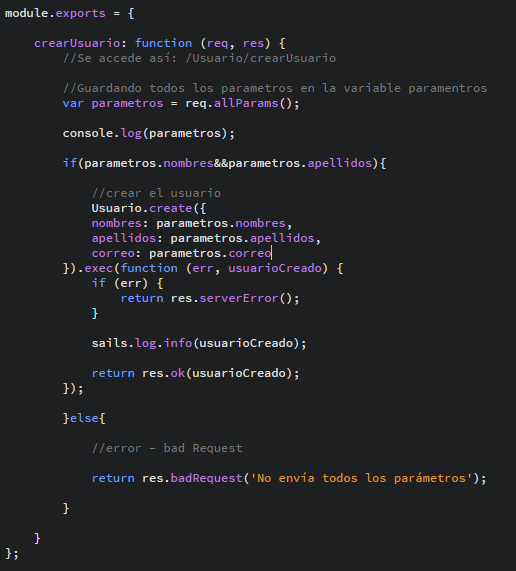 module.exports = {
crearUsuario: function (req, res) {
//Se accede así: /Usuario/crearUsuario
//Guardando todos los parametros en la variable paramentros
var parametros = req.allParams();
console.log(parametros);
if(parametros.nombres&&parametros.apellidos){
//crear el usuario
Usuario.create({
nombres: parametros.nombres,
apellidos: parametros.apellidos,
correo: parametros.correo
}).exec(function (err, usuarioCreado) {
if (err) {
return res.serverError();
}
sails.log.info(usuarioCreado);
return res.ok(usuarioCreado);
});
}else{
//error - bad Request
return res.badRequest('No envía todos los parámetros');
}
}
};